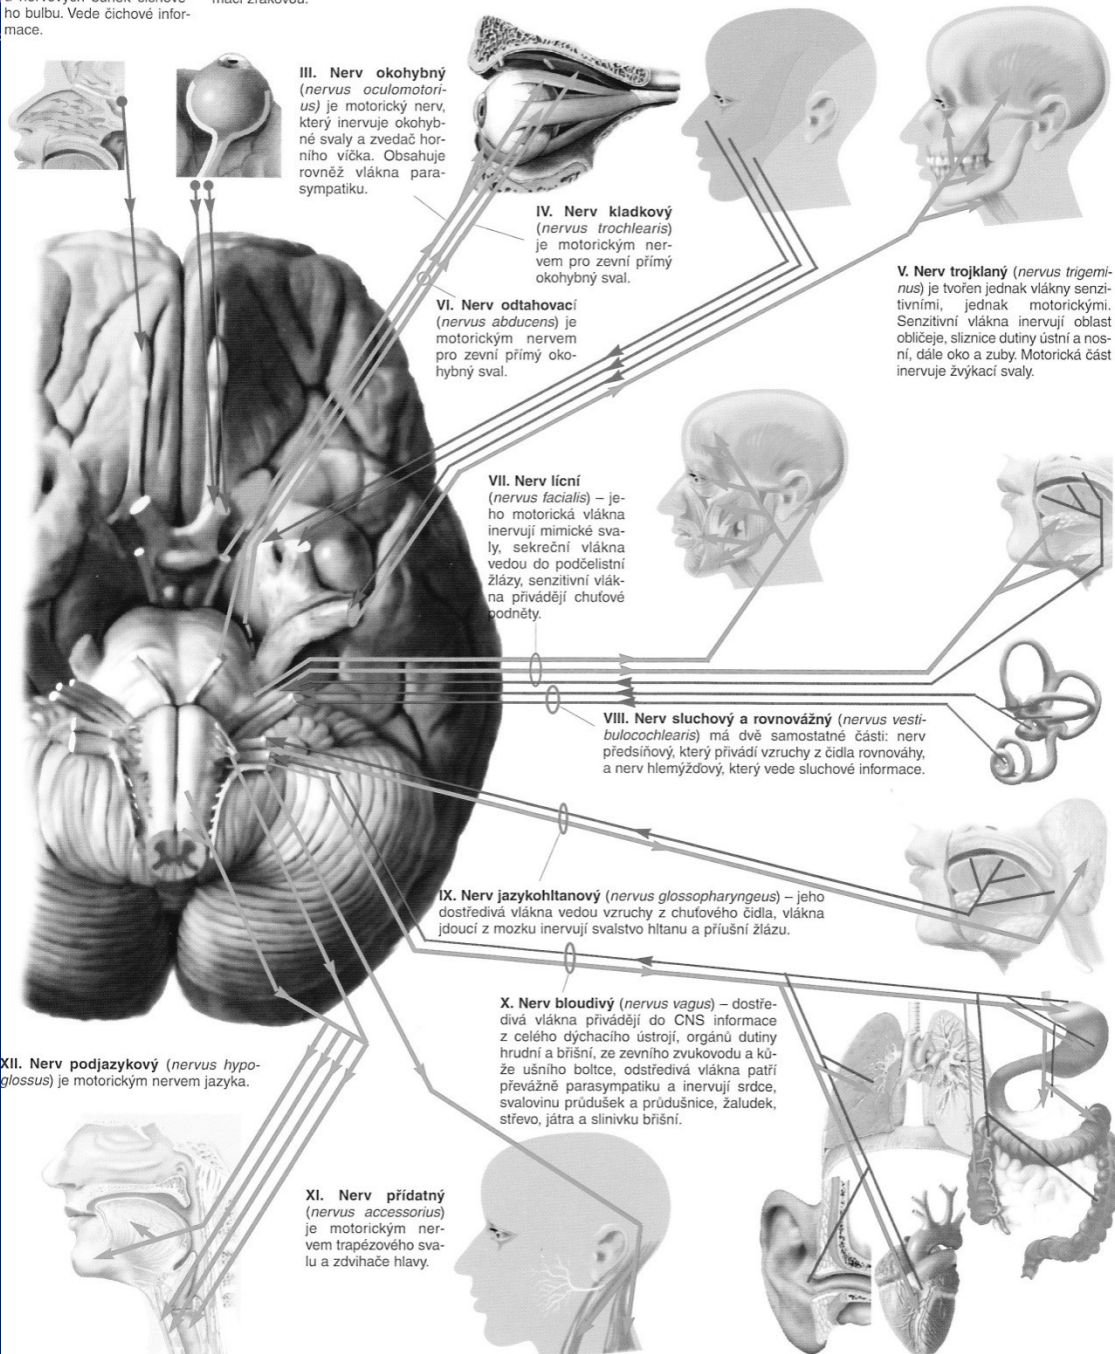 ho bulbu. Vede čichové infor-
mace.
maci zrakovou.
III. Nerv okohybný
(nervus oculomotori-
us) je motorický nerv,
který inervuje okohyb-
né svaly a zvedač hor-
ního víčka. Obsahuje
rovněž vlákna para-
sympatiku.
IV. Nerv kladkový
(nervus trochlearis)
je motorickým ner-
vem pro zevní přímý
okohybný sval.
VI. Nerv odtahovací
(nervus abducens) je
motorickým nervem
pro zevní přímý oko-
hybný sval.
V. Nerv trojklaný (nervus trigemi-
nus) je tvořen jednak vlákny senzi-
tivními, jednak motorickými.
Senzitivní vlákna inervují oblast
obličeje, sliznice dutiny ústní a nos-
ní, dále oko a zuby. Motorická část
inervuje žvýkací svaly.
VII. Nerv lícní
(nervus facialis) – je-
ho motorická vlákna
inervují mimické sva-
ly, sekreční vlákna
vedou do podčelistní
žlázy, senzitivní vlák-
na přivádějí chuťové
podněty.
VIII. Nerv sluchový a rovnovážný (nervus vesti-
bulocochlearis) má dvě samostatné části: nerv
předsíňový, který přivádí vzruchy z čidla rovnováhy,
a nerv hlemýžďový, který vede sluchové informace.
IX. Nerv jazykohltanový (nervus glossopharyngeus) – jeho
dostředivá vlákna vedou vzruchy z chuťového čidla, vlákna
jdoucí z mozku inervují svalstvo hltanu a příušní žlázu.
X. Nerv bloudivý (nervus vagus) – dostře-
divá vlákna přivádějí do CNS informace
z celého dýchacího ústrojí, orgánů dutiny
hrudní a břišní, ze zevního zvukovodu a ků-
že ušního boltce, odstředivá vlákna patří
převážně parasympatiku a inervují srdce,
svalovinu průdušek a průdušnice, žaludek,
střevo, játra a slinivku břišní.
XII. Nerv podjazykový (nervus hypo-
glossus) je motorickým nervem jazyka.
XI. Nerv přídatný
(nervus accessorius)
je motorickým ner-
vem trapézového sva-
lu a zdvihače hlavy.